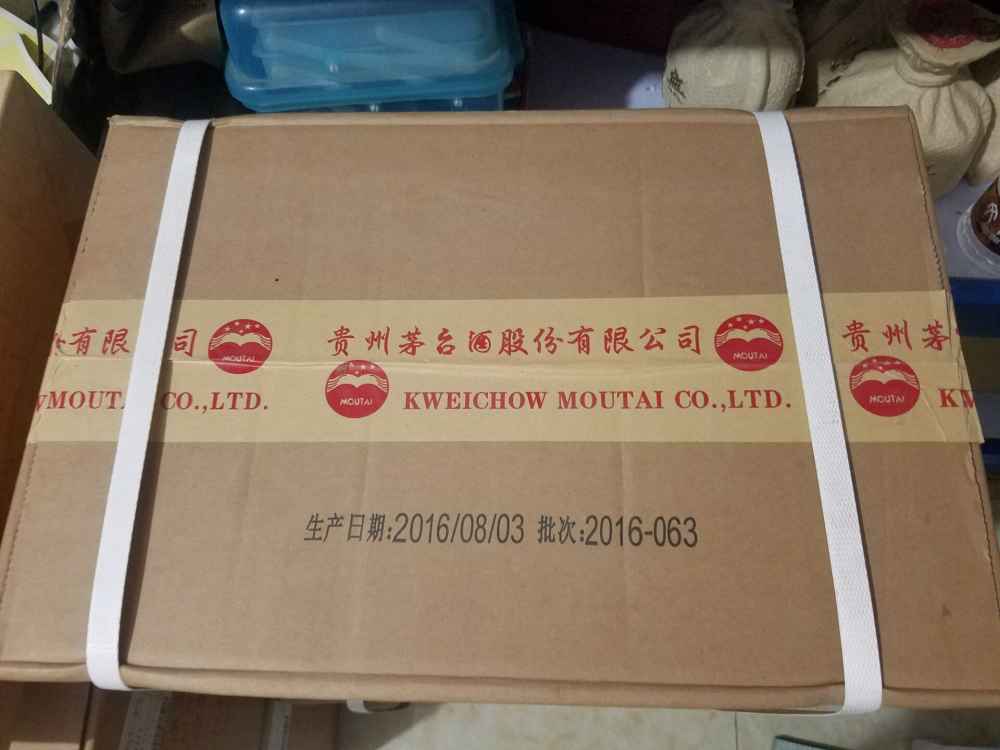 有限 司 MOUTAI 贵州茅台酒股份有限公司 MOUTAI 贵州茅
MOUT CO.,LTD. MOUTAI KWEICHOW MOUTAI CO.,LTD. MOUTAI KW
生产日期:2016/08/03 批次:2016-063